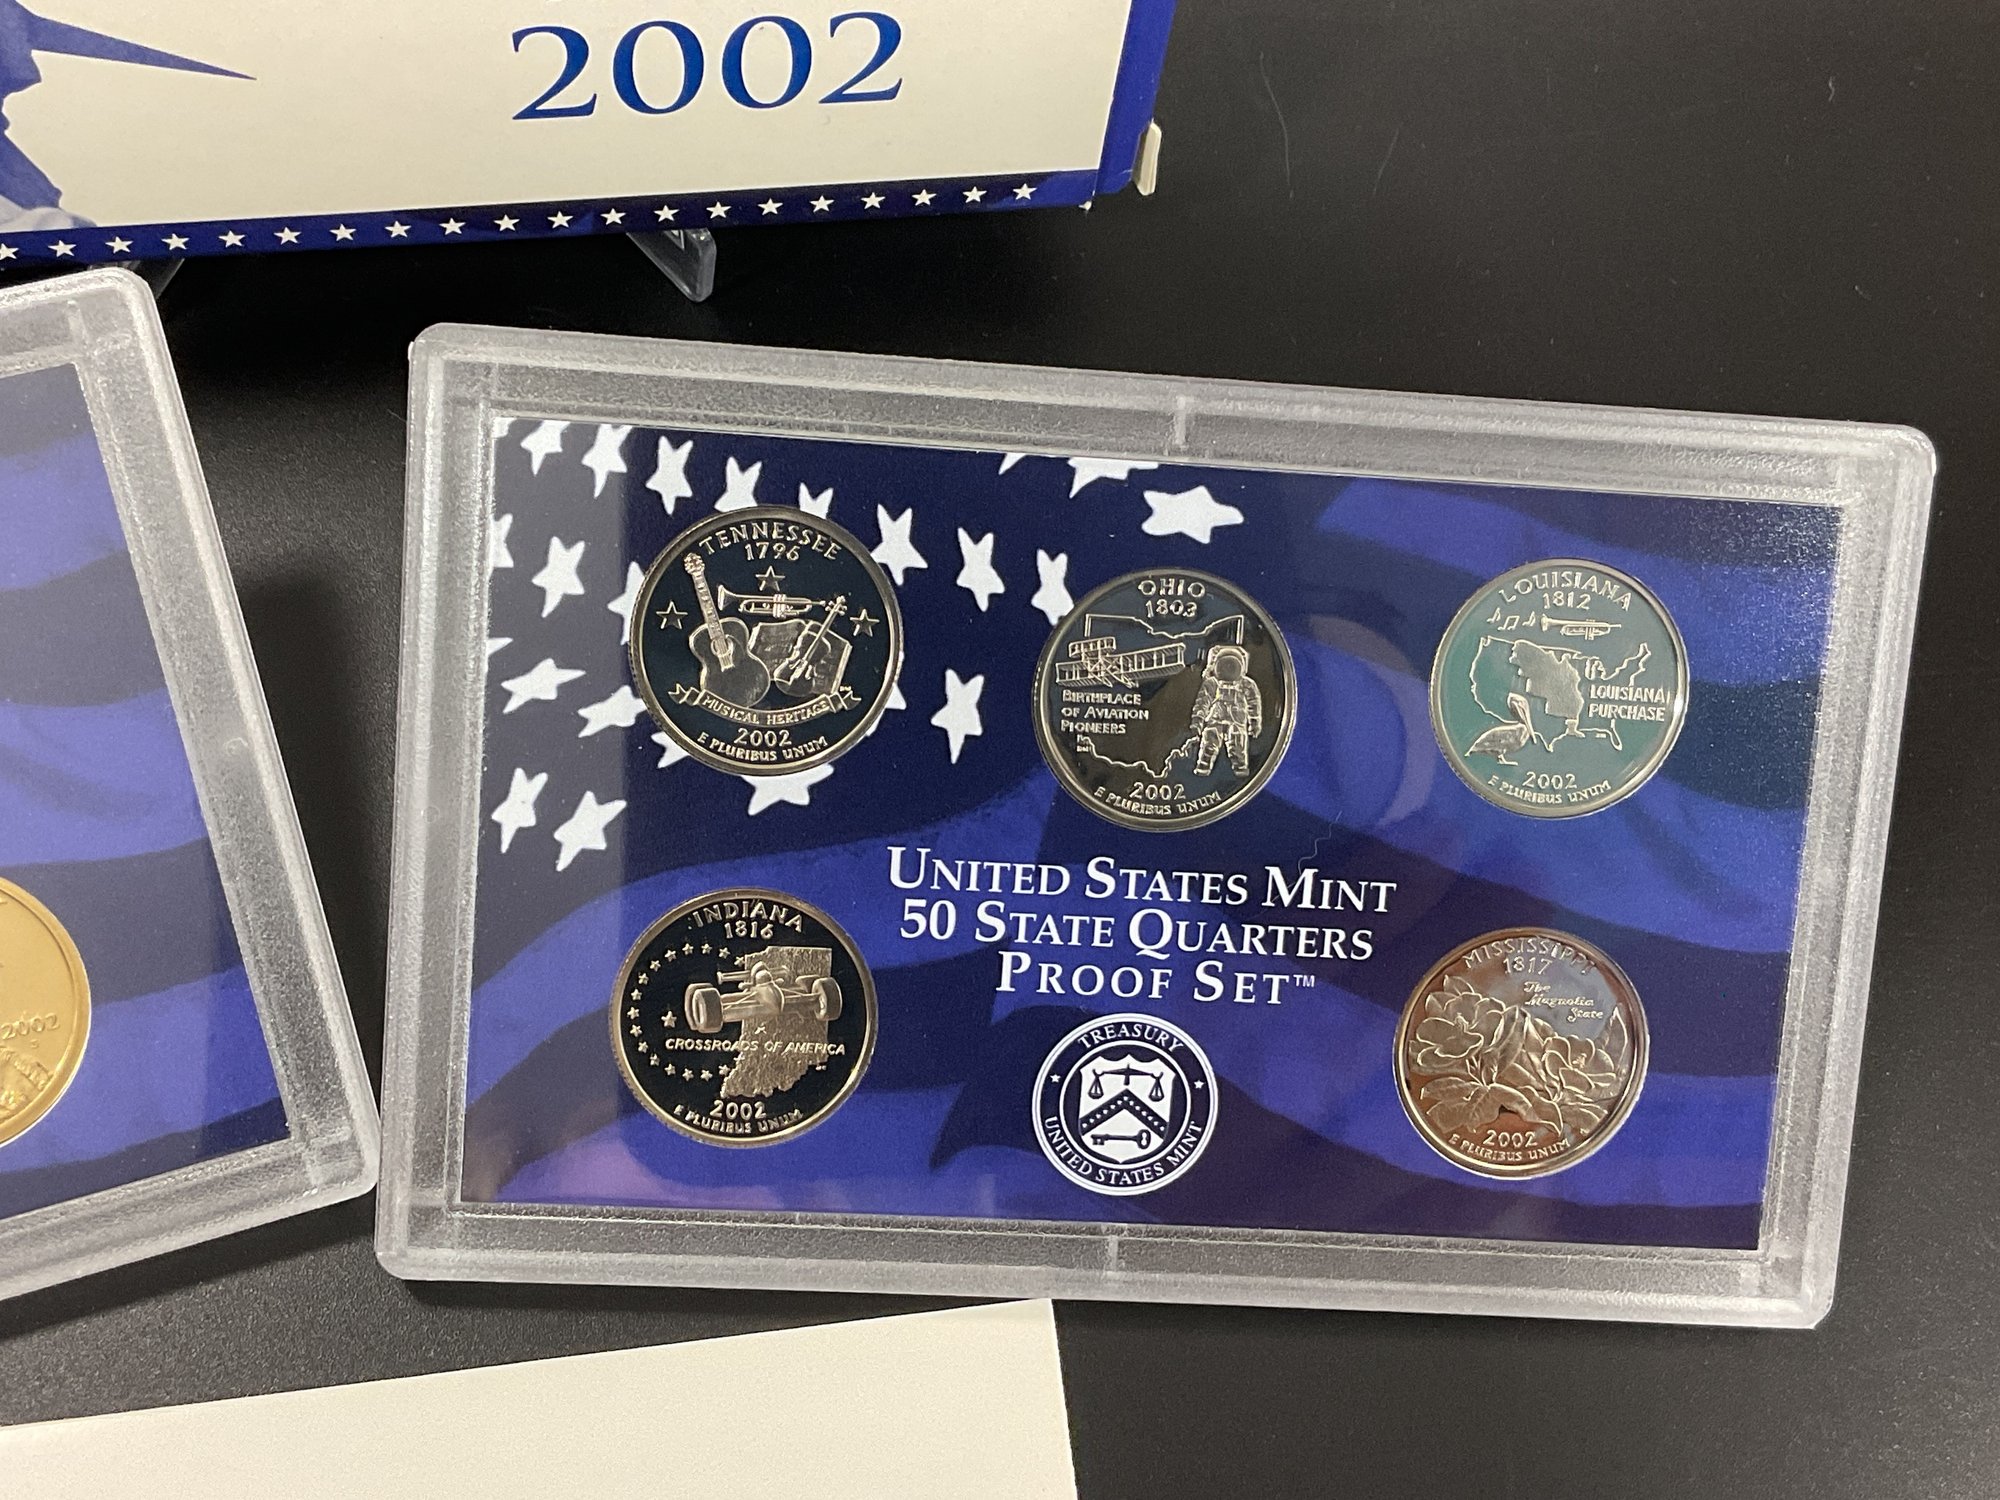 2002
TENNESSEE
1796
MUSICAL HERITAGE
2002
E PLURIBUS UNUM
OHIO
1803
BIRTHPLACE
OF AVIATION
PIONEERS
2002
E PLURIBUS UNUM
LOUISIANA
1812
LOUISIANA
PURCHASE
2002
E PLURIBUS UNUM
UNITED STATES MINT
50 STATE QUARTERS
PROOF SET™
INDIANA
1816
CROSSROADS OF AMERICA
2002
E PLURIBUS UNUM
TREASURY
UNITED STATES MINT
MISSISSIPPI
1817
The
Magnolia
State
2002
E PLURIBUS UNUM
2002
S